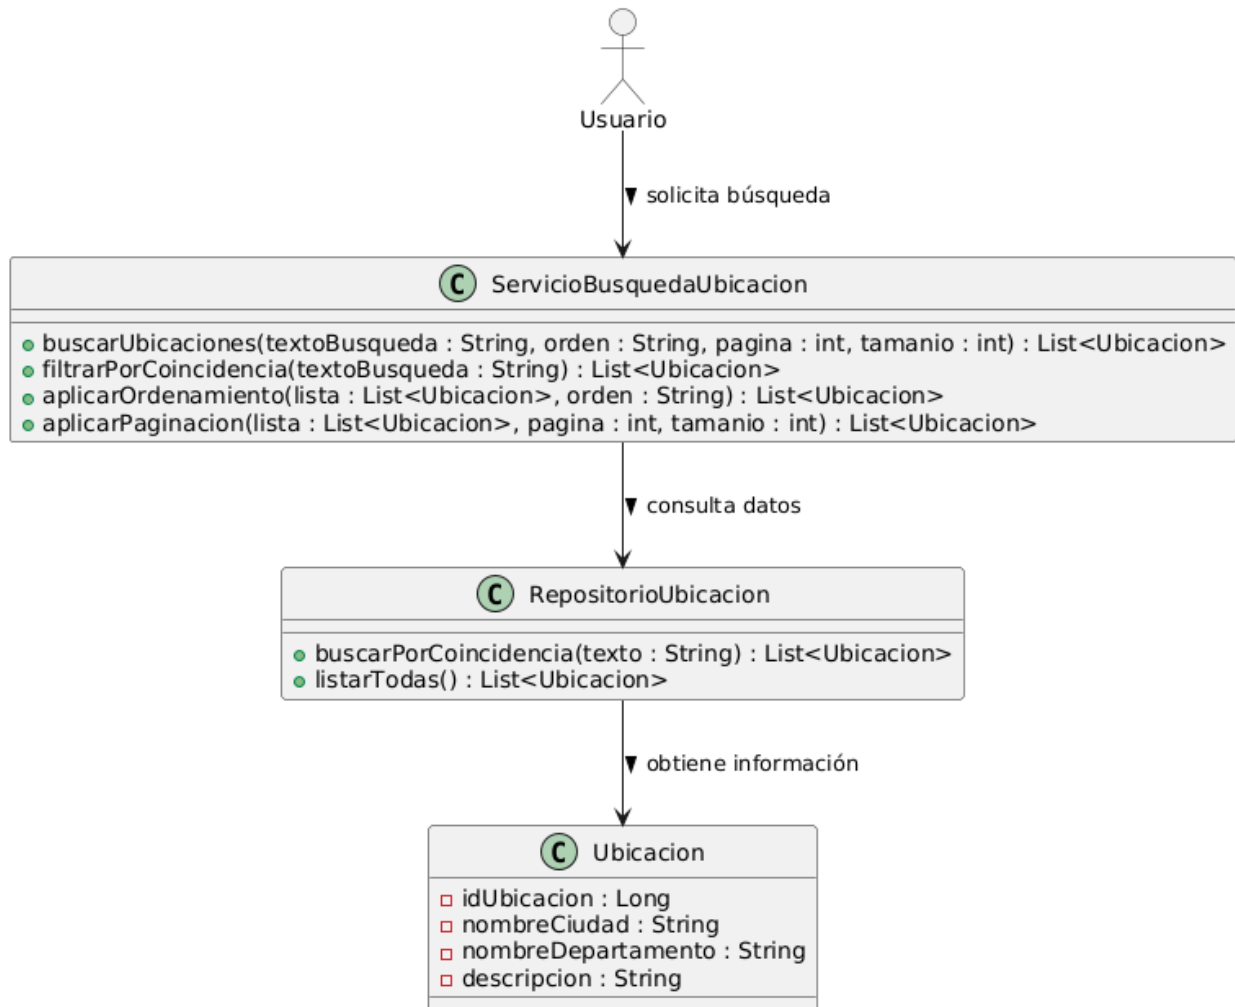 Usuario
solicita búsqueda
C ServicioBusquedaUbicacion
buscarUbicaciones(textoBusqueda : String, orden : String, pagina : int, tamanio : int) : List<Ubicacion>
filtrarPorCoincidencia(textoBusqueda : String) : List<Ubicacion>
aplicarOrdenamiento(lista : List<Ubicacion>, orden : String) : List<Ubicacion>
aplicarPaginacion(lista : List<Ubicacion>, pagina : int, tamanio : int) : List<Ubicacion>
consulta datos
C RepositorioUbicacion
buscarPorCoincidencia(texto : String) : List<Ubicacion>
listarTodas() : List<Ubicacion>
obtiene información
C Ubicacion
idUbicacion : Long
nombreCiudad : String
nombreDepartamento : String
descripcion : String